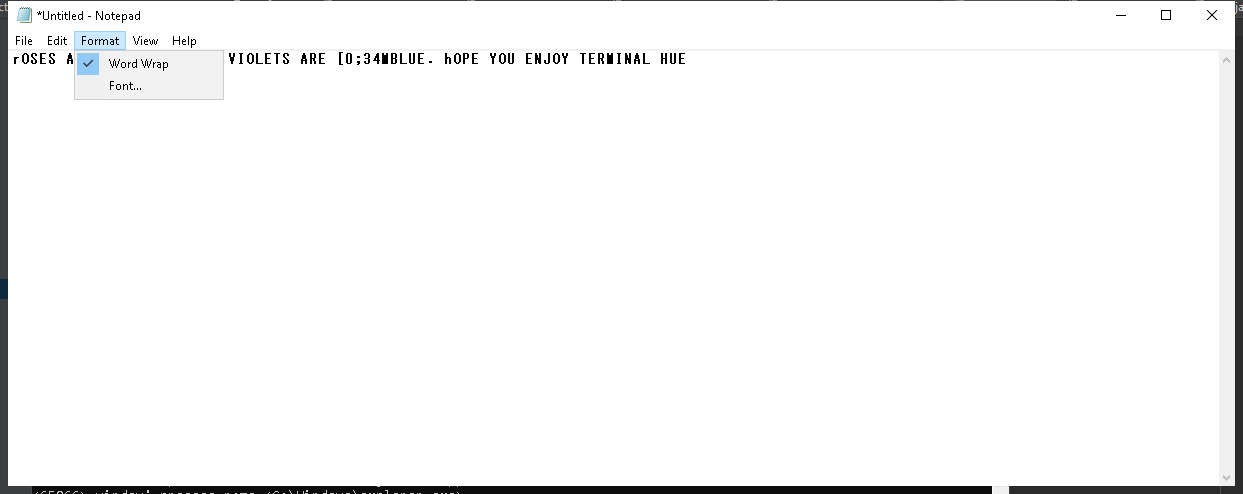 *Untitled - Notepad
File Edit Format View Help
rOSES A VIOLETS ARE [0;34MBLUE. hOPE YOU ENJOY TERMINAL HUE
Word Wrap
Font...